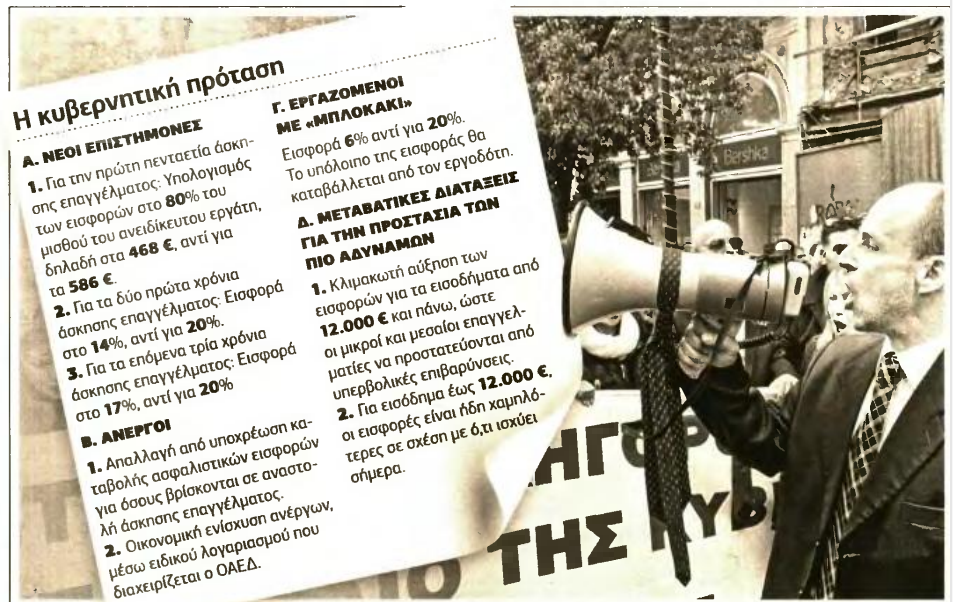 Η κυβερνητική πρόταση
Α. ΝΕΟΙ ΕΠΙΣΤΗΜΟΝΕΣ
1. Για την πρώτη πενταετία άσκη-
σης επαγγέλματος: Υπολογισμός
των εισφορών στο 80% του
μισθού του ανειδίκευτου εργάτη,
δηλαδή στα 468 €, αντί για
τα 586 €.
2. Για τα δύο πρώτα χρόνια
άσκησης επαγγέλματος: Εισφορά
στο 14%, αντί για 20%.
3. Για τα επόμενα τρία χρόνια
άσκησης επαγγέλματος: Εισφορά
στο 17%, αντί για 20%
Β. ΑΝΕΡΓΟΙ
1. Απαλλαγή από υποχρέωση κα-
ταβολής ασφαλιστικών εισφορών
για όσους βρίσκονται σε αναστο-
λή άσκησης επαγγέλματος.
2. Οικονομική ενίσχυση ανέργων,
μέσω ειδικού λογαριασμού που
διαχειρίζεται ο ΟΑΕΔ.
Γ. ΕΡΓΑΖΟΜΕΝΟΙ
ΜΕ «ΜΠΛΟΚΑΚΙ»
Εισφορά 6% αντί για 20%.
Το υπόλοιπο της εισφοράς θα
καταβάλλεται από τον εργοδότη.
Δ. ΜΕΤΑΒΑΤΙΚΕΣ ΔΙΑΤΑΞΕΙΣ
ΓΙΑ ΤΗΝ ΠΡΟΣΤΑΣΙΑ ΤΩΝ
ΠΙΟ ΑΔΥΝΑΜΩΝ
1. Κλιμακωτή αύξηση των
εισφορών για τα εισοδήματα από
12.000 € και πάνω, ώστε
οι μικροί και μεσαίοι επαγγελ-
ματίες να προστατεύονται από
υπερβολικές επιβαρύνσεις.
2. Για εισόδημα έως 12.000 €,
οι εισφορές είναι ήδη χαμηλό-
τερες σε σχέση με ό,τι ισχύει
σήμερα.
Bershka
ΤΗΣ